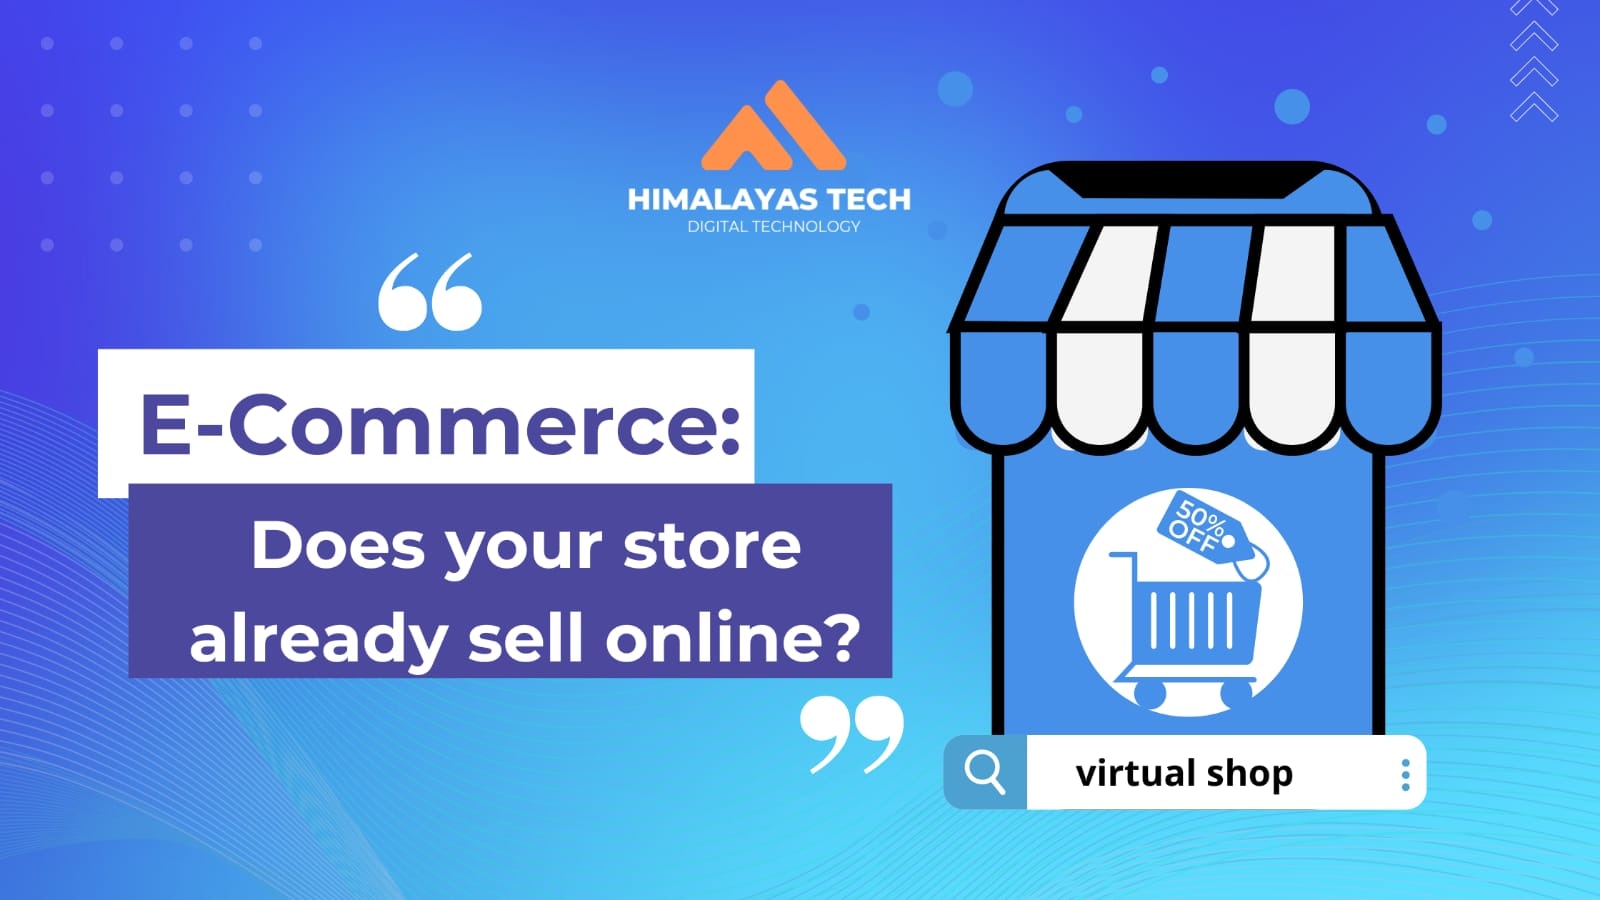 HIMALAYAS TECH
DIGITAL TECHNOLOGY
“
E-Commerce:
Does your store
already sell online?
”
50%
OFF
virtual shop